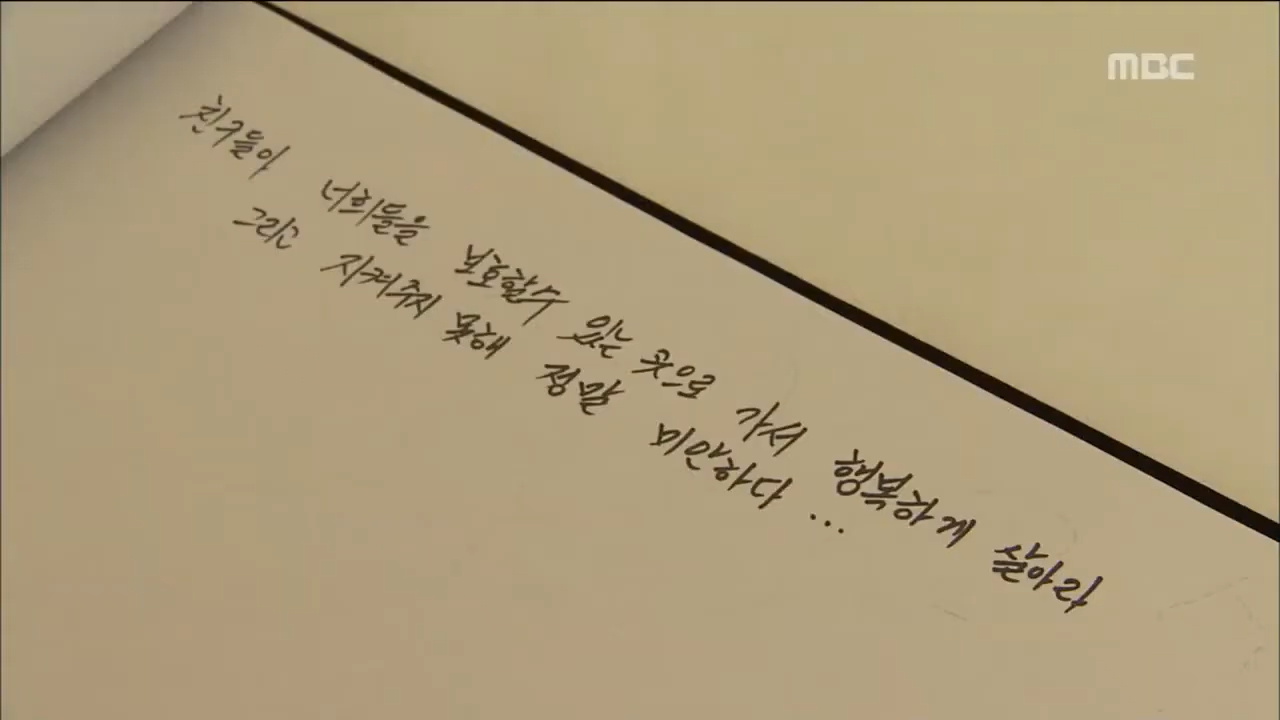 MBC
친구들아 너희들을 보호할수 있는 곳으로 가서 행복하게 살아라
그리고 지켜주지 못해 정말 미안하다...